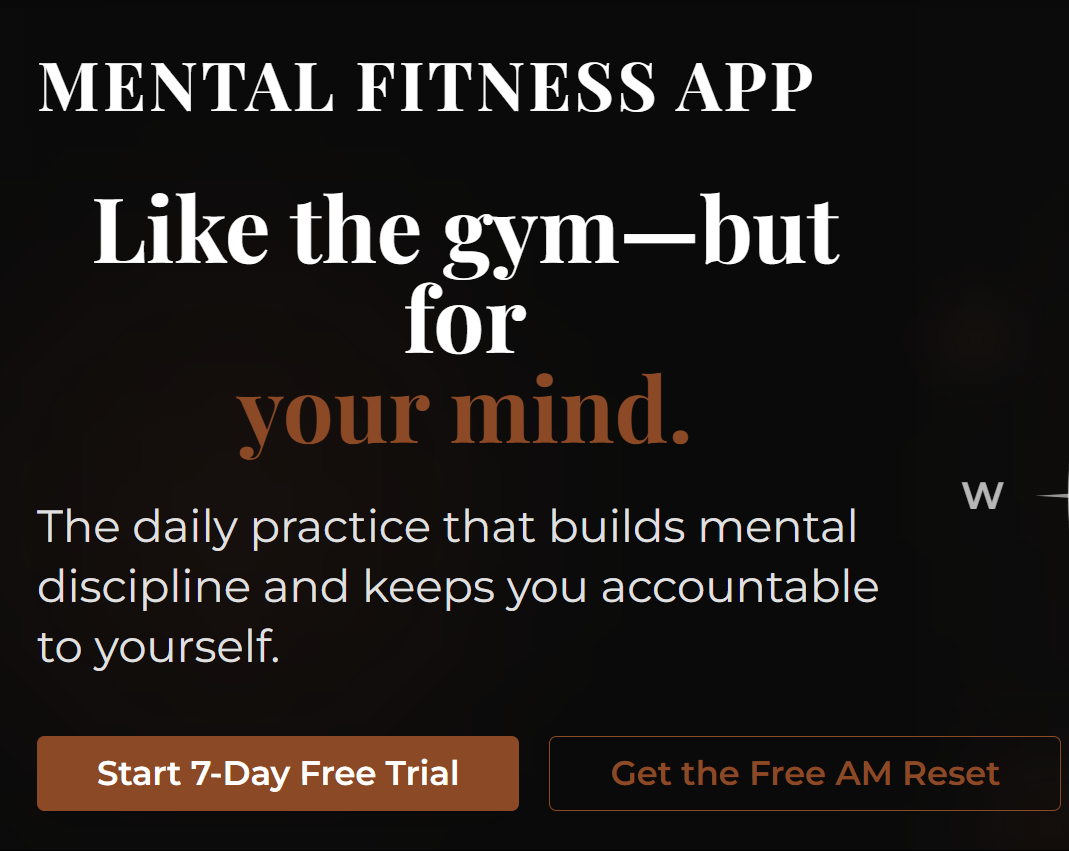 MENTAL FITNESS APP
Like the gym—but
for
your mind.
The daily practice that builds mental
discipline and keeps you accountable
to yourself.
W
Start 7-Day Free Trial
Get the Free AM Reset